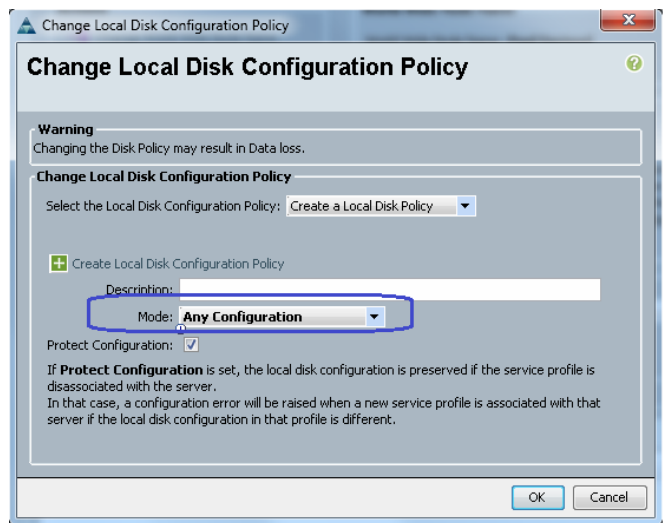 Change Local Disk Configuration Policy
Change Local Disk Configuration Policy
Warning
Changing the Disk Policy may result in Data loss.
Change Local Disk Configuration Policy
Select the Local Disk Configuration Policy: Create a Local Disk Policy
Create Local Disk Configuration Policy
Description:
Mode: Any Configuration
Protect Configuration:
If Protect Configuration is set, the local disk configuration is preserved if the service profile is
disassociated with the server.
In that case, a configuration error will be raised when a new service profile is associated with that
server if the local disk configuration in that profile is different.
OK Cancel